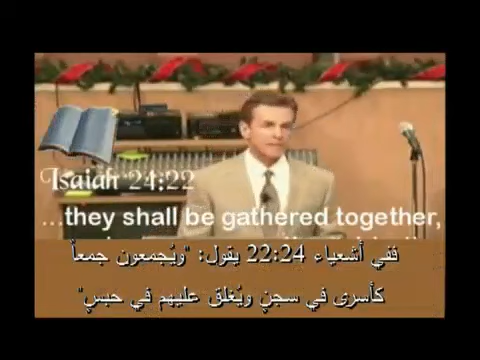 Isaiah 24:22
...they shall be gathered together,
ففي أشعياء 22:24 يقول: "ويُجمعون جمعاً
كأسرى في سجنٍ ويُغلق عليهم في حبسٍ"